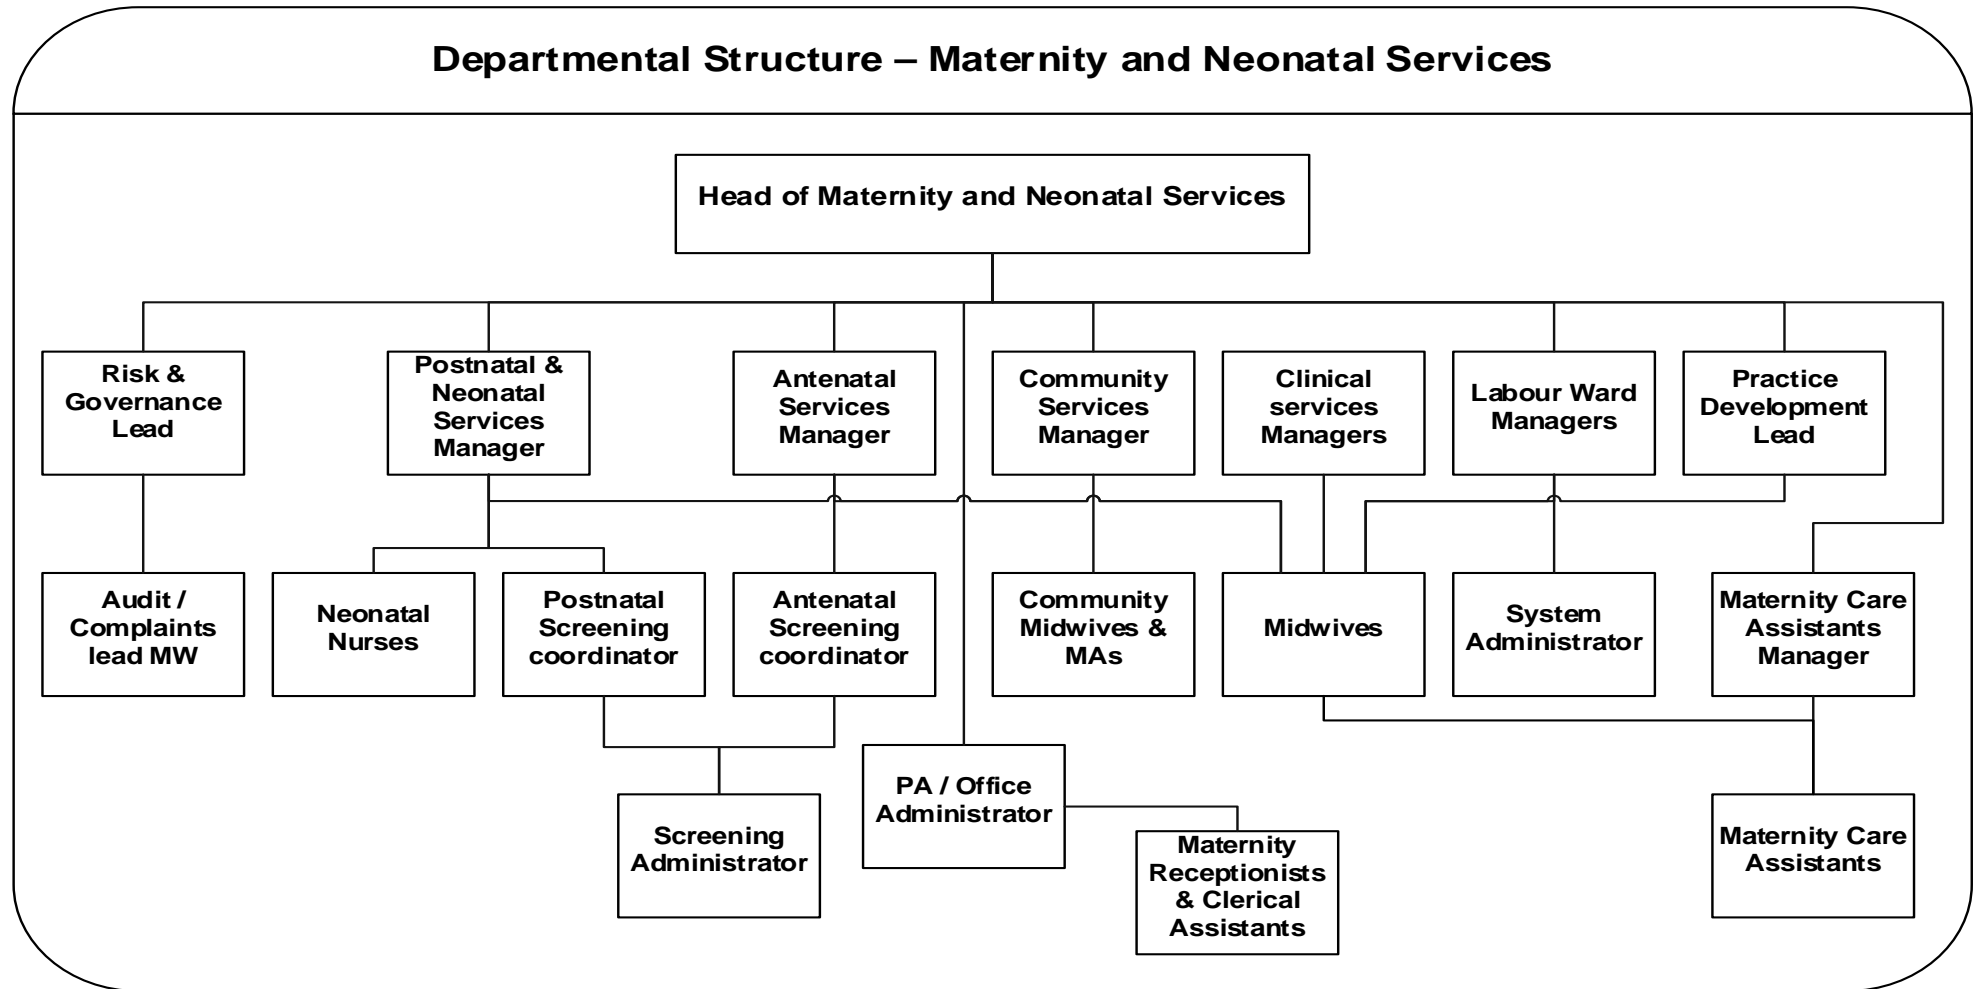 Departmental Structure – Maternity and Neonatal Services
Head of Maternity and Neonatal Services
Risk &
Governance
Lead
Postnatal &
Neonatal
Services
Manager
Antenatal
Services
Manager
Community
Services
Manager
Clinical
services
Managers
Labour Ward
Managers
Practice
Development
Lead
Audit /
Complaints
lead MW
Neonatal
Nurses
Postnatal
Screening
coordinator
Antenatal
Screening
coordinator
Community
Midwives &
MAs
Midwives
System
Administrator
Maternity Care
Assistants
Manager
Screening
Administrator
PA / Office
Administrator
Maternity
Receptionists
& Clerical
Assistants
Maternity Care
Assistants